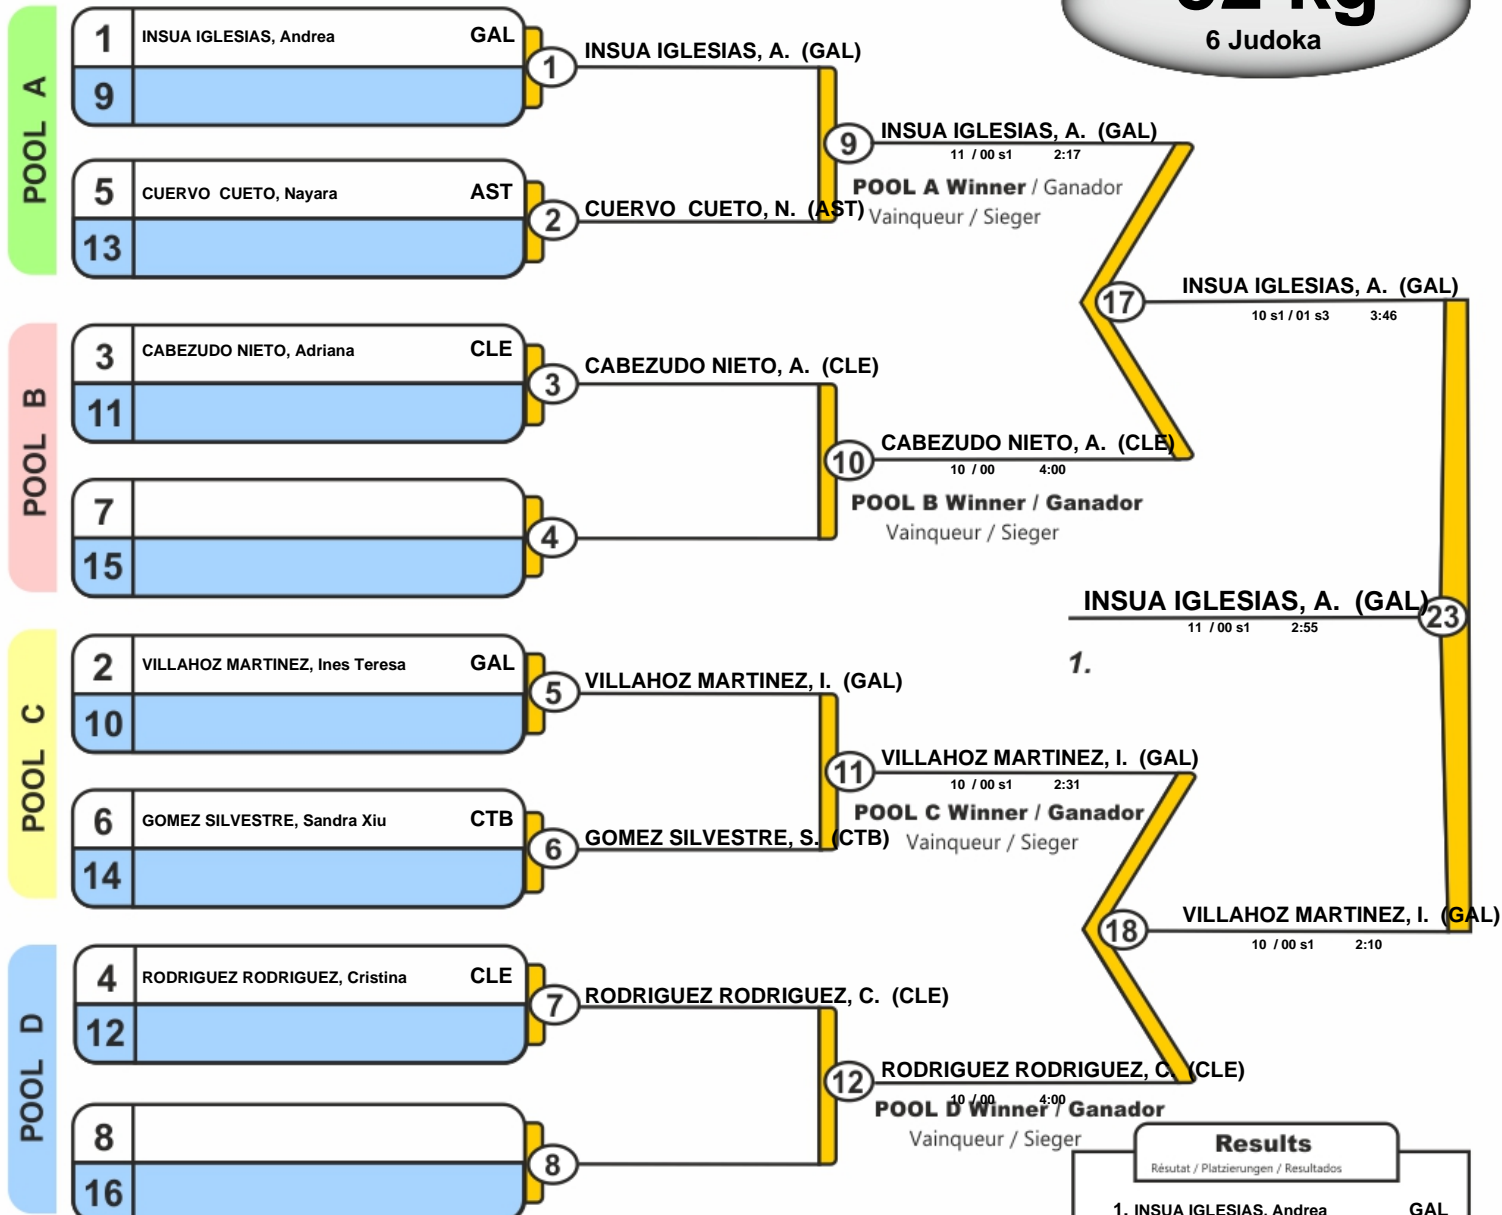 kg
6 Judoka
POOL A
1 INSUA IGLESIAS, Andrea GAL
9
1 INSUA IGLESIAS, A. (GAL)
5 CUERVO CUETO, Nayara AST
13
2 CUERVO CUETO, N. (AST)
9 INSUA IGLESIAS, A. (GAL)
11 / 00 s1 2:17
POOL A Winner / Ganador
Vainqueur / Sieger
POOL B
3 CABEZUDO NIETO, Adriana CLE
11
3 CABEZUDO NIETO, A. (CLE)
7
15
4
10 CABEZUDO NIETO, A. (CLE)
10 / 00 4:00
POOL B Winner / Ganador
Vainqueur / Sieger
17 INSUA IGLESIAS, A. (GAL)
10 s1 / 01 s3 3:46
INSUA IGLESIAS, A. (GAL) 23
11 / 00 s1 2:55
1.
POOL C
2 VILLAHOZ MARTINEZ, Ines Teresa GAL
10
5 VILLAHOZ MARTINEZ, I. (GAL)
6 GOMEZ SILVESTRE, Sandra Xiu CTB
14
6 GOMEZ SILVESTRE, S. (CTB)
11 VILLAHOZ MARTINEZ, I. (GAL)
10 / 00 s1 2:31
POOL C Winner / Ganador
Vainqueur / Sieger
18 VILLAHOZ MARTINEZ, I. (GAL)
10 / 00 s1 2:10
POOL D
4 RODRIGUEZ RODRIGUEZ, Cristina CLE
12
7 RODRIGUEZ RODRIGUEZ, C. (CLE)
8
16
8
12 RODRIGUEZ RODRIGUEZ, C. (CLE)
10 / 00 4:00
POOL D Winner / Ganador
Vainqueur / Sieger
Results
Résutat / Platzierungen / Resultados
1. INSUA IGLESIAS, Andrea GAL